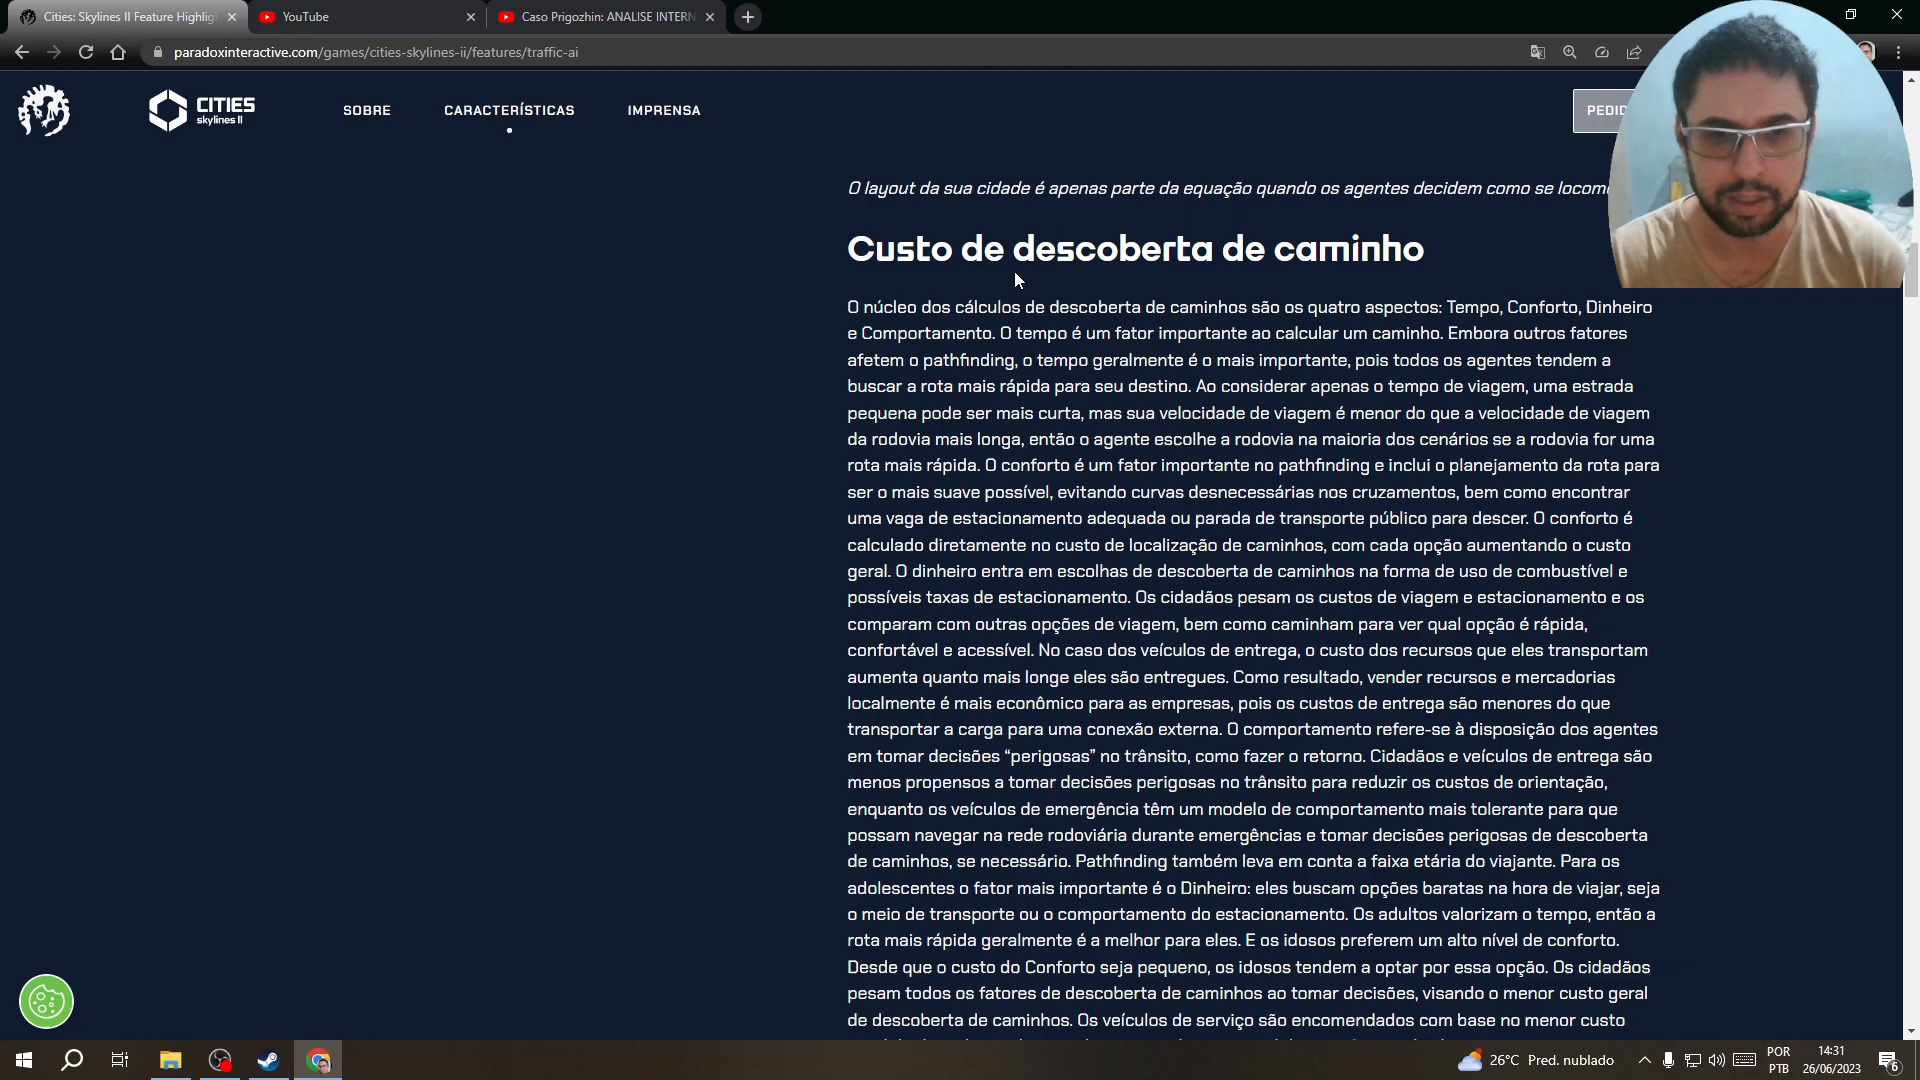 Cities: Skylines II Feature Highligh
YouTube
Caso Prigozhin: ANALISE INTERN
paradoxinteractive.com/games/cities-skylines-ii/features/traffic-ai
CITIES
skylines II
SOBRE
CARACTERÍSTICAS
IMPRENSA
PEDID
O layout da sua cidade é apenas parte da equação quando os agentes decidem como se locomo
Custo de descoberta de caminho
O núcleo dos cálculos de descoberta de caminhos são os quatro aspectos: Tempo, Conforto, Dinheiro
e Comportamento. O tempo é um fator importante ao calcular um caminho. Embora outros fatores
afetem o pathfinding, o tempo geralmente é o mais importante, pois todos os agentes tendem a
buscar a rota mais rápida para seu destino. Ao considerar apenas o tempo de viagem, uma estrada
pequena pode ser mais curta, mas sua velocidade de viagem é menor do que a velocidade de viagem
da rodovia mais longa, então o agente escolhe a rodovia na maioria dos cenários se a rodovia for uma
rota mais rápida. O conforto é um fator importante no pathfinding e inclui o planejamento da rota para
ser o mais suave possível, evitando curvas desnecessárias nos cruzamentos, bem como encontrar
uma vaga de estacionamento adequada ou parada de transporte público para descer. O conforto é
calculado diretamente no custo de localização de caminhos, com cada opção aumentando o custo
geral. O dinheiro entra em escolhas de descoberta de caminhos na forma de uso de combustível e
possíveis taxas de estacionamento. Os cidadãos pesam os custos de viagem e estacionamento e os
comparam com outras opções de viagem, bem como caminham para ver qual opção é rápida,
confortável e acessível. No caso dos veículos de entrega, o custo dos recursos que eles transportam
aumenta quanto mais longe eles são entregues. Como resultado, vender recursos e mercadorias
localmente é mais econômico para as empresas, pois os custos de entrega são menores do que
transportar a carga para uma conexão externa. O comportamento refere-se à disposição dos agentes
em tomar decisões “perigosas” no trânsito, como fazer o retorno. Cidadãos e veículos de entrega são
menos propensos a tomar decisões perigosas no trânsito para reduzir os custos de orientação,
enquanto os veículos de emergência têm um modelo de comportamento mais tolerante para que
possam navegar na rede rodoviária durante emergências e tomar decisões perigosas de descoberta
de caminhos, se necessário. Pathfinding também leva em conta a faixa etária do viajante. Para os
adolescentes o fator mais importante é o Dinheiro: eles buscam opções baratas na hora de viajar, seja
o meio de transporte ou o comportamento do estacionamento. Os adultos valorizam o tempo, então a
rota mais rápida geralmente é a melhor para eles. E os idosos preferem um alto nível de conforto.
Desde que o custo do Conforto seja pequeno, os idosos tendem a optar por essa opção. Os cidadãos
pesam todos os fatores de descoberta de caminhos ao tomar decisões, visando o menor custo geral
de descoberta de caminhos. Os veículos de serviço são encomendados com base no menor custo
26°C Pred. nublado
POR
PTB
14:31
26/06/2023
6